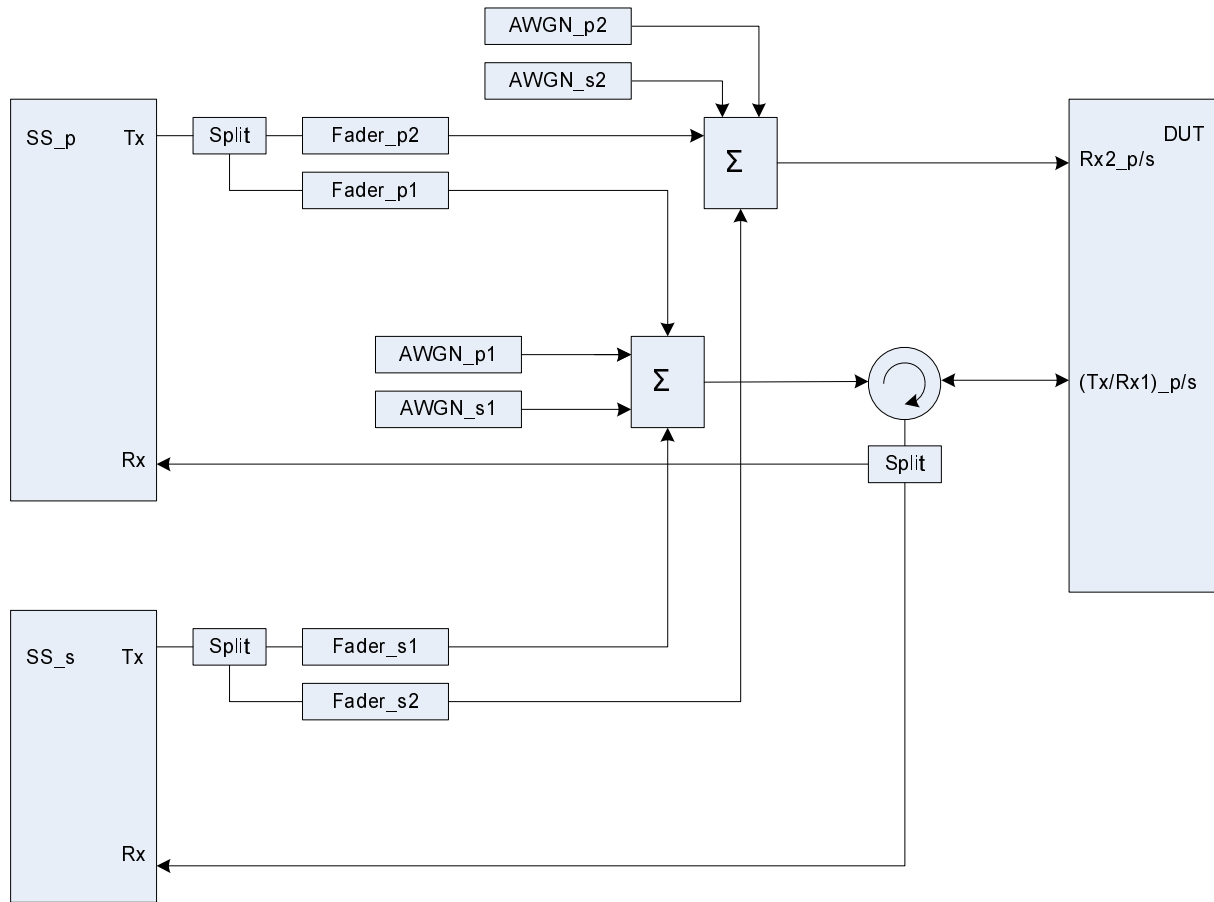 AWGN_p2
AWGN_s2
SS_p
Tx
Split
Fader_p2
Fader_p1
Σ
DUT
Rx2_p/s
AWGN_p1
AWGN_s1
Σ
(Tx/Rx1)_p/s
Rx
Split
SS_s
Tx
Split
Fader_s1
Fader_s2
Rx